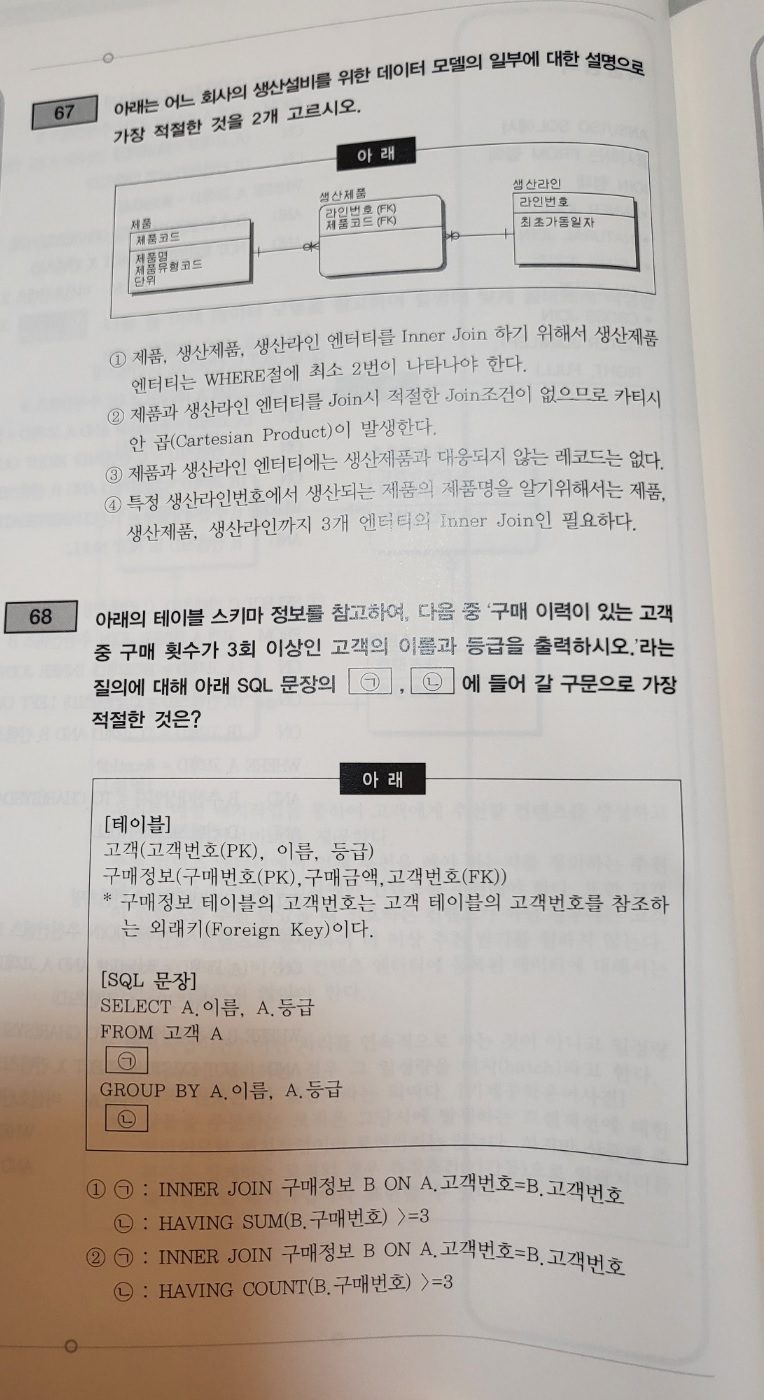 67 아래는 어느 회사의 생산설비를 위한 데이터 모델의 일부에 대한 설명으로
가장 적절한 것을 2개 고르시오.
아 래
제품
제품코드
제품명
제품유형코드
단위
생산제품
라인번호 (FK)
제품코드 (FK)
생산라인
라인번호
최초가동일자
① 제품, 생산제품, 생산라인 엔터티를 Inner Join 하기 위해서 생산제품
엔터티는 WHERE절에 최소 2번이 나타나야 한다.
② 제품과 생산라인 엔터티를 Join시 적절한 Join조건이 없으므로 카티시
안 곱(Cartesian Product)이 발생한다.
③ 제품과 생산라인 엔터티에는 생산제품과 대응되지 않는 레코드는 없다.
④ 특정 생산라인번호에서 생산되는 제품의 제품명을 알기위해서는 제품,
생산제품, 생산라인까지 3개 엔터티의 Inner Join인 필요하다.
68 아래의 테이블 스키마 정보를 참고하여, 다음 중 '구매 이력이 있는 고객
중 구매 횟수가 3회 이상인 고객의 이름과 등급을 출력하시오.'라는
질의에 대해 아래 SQL 문장의 ㉠ , ㉡ 에 들어 갈 구문으로 가장
적절한 것은?
아 래
[테이블]
고객(고객번호(PK), 이름, 등급)
구매정보(구매번호(PK),구매금액,고객번호(FK))
* 구매정보 테이블의 고객번호는 고객 테이블의 고객번호를 참조하
는 외래키(Foreign Key)이다.
[SQL 문장]
SELECT A.이름, A.등급
FROM 고객 A
㉠
GROUP BY A.이름, A.등급
㉡
① ㉠ : INNER JOIN 구매정보 B ON A.고객번호=B.고객번호
㉡ : HAVING SUM(B.구매번호) >=3
② ㉠ : INNER JOIN 구매정보 B ON A.고객번호=B.고객번호
㉡ : HAVING COUNT(B.구매번호) >=3